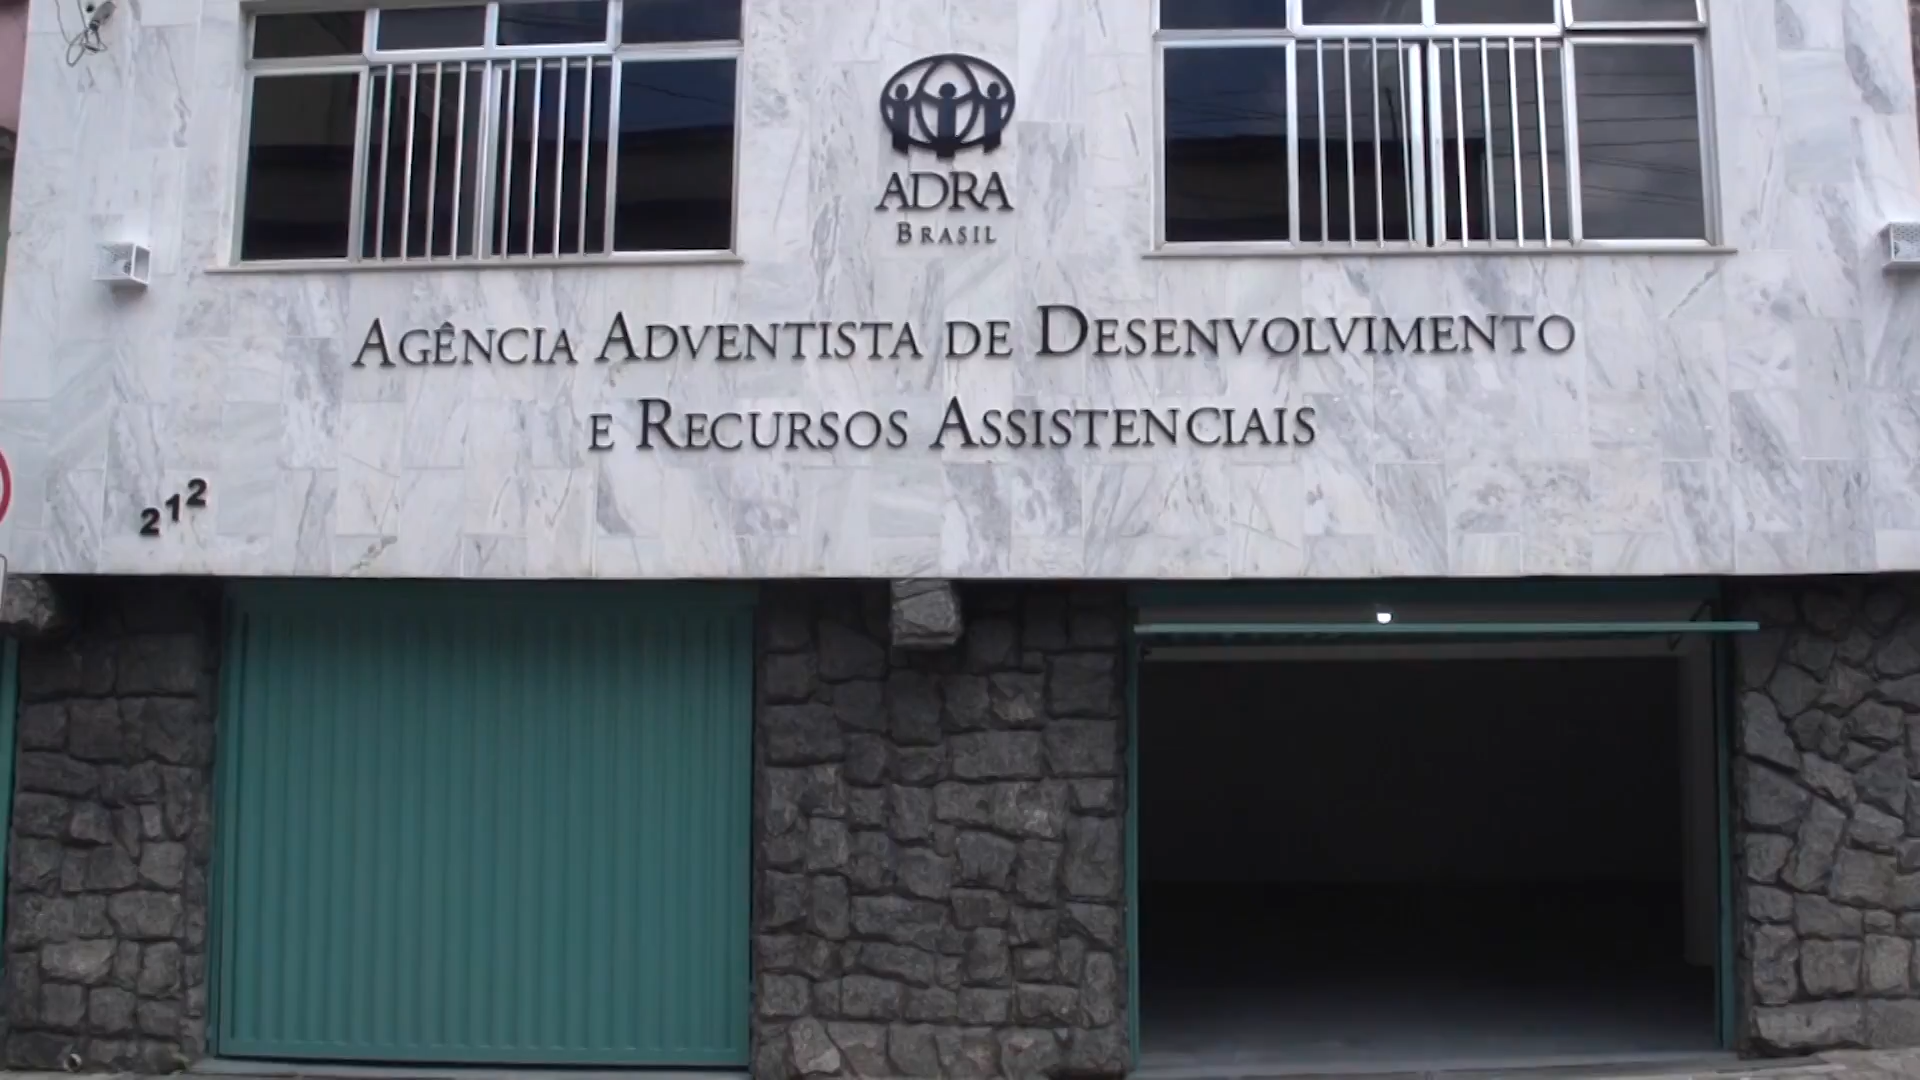 ADRA
BRASIL
AGÊNCIA ADVENTISTA DE DESENVOLVIMENTO
E RECURSOS ASSISTENCIAIS
212